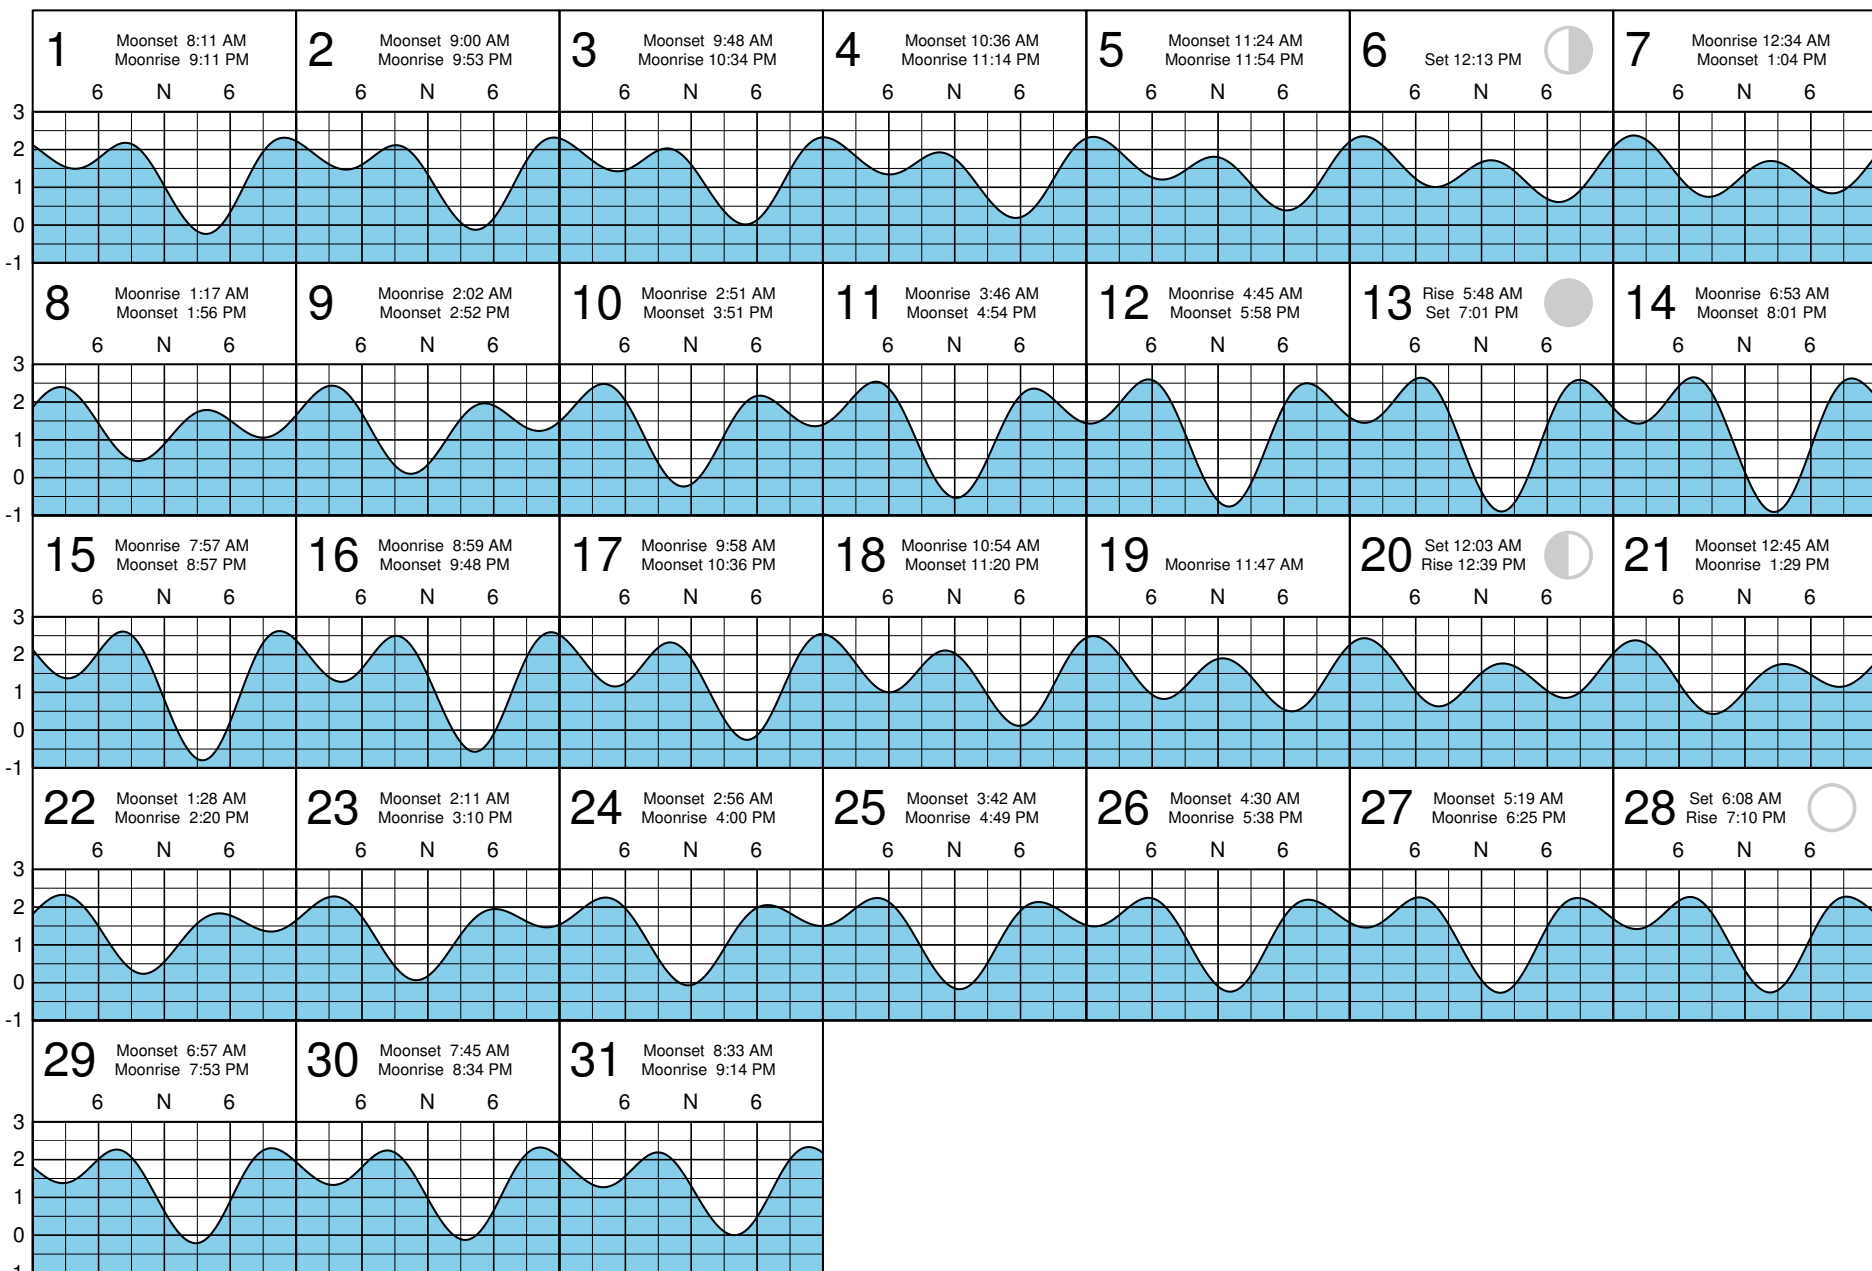 1 Moonset 8:11 AM
Moonrise 9:11 PM
2 Moonset 9:00 AM
Moonrise 9:53 PM
3 Moonset 9:48 AM
Moonrise 10:34 PM
4 Moonset 10:36 AM
Moonrise 11:14 PM
5 Moonset 11:24 AM
Moonrise 11:54 PM
6 Set 12:13 PM
7 Moonrise 12:34 AM
Moonset 1:04 PM
6 N 6 6 N 6 6 N 6 6 N 6 6 N 6 6 N 6 6 N 6
3
2
1
0
-1
8 Moonrise 1:17 AM
Moonset 1:56 PM
9 Moonrise 2:02 AM
Moonset 2:52 PM
10 Moonrise 2:51 AM
Moonset 3:51 PM
11 Moonrise 3:46 AM
Moonset 4:54 PM
12 Moonrise 4:45 AM
Moonset 5:58 PM
13 Rise 5:48 AM
Set 7:01 PM
14 Moonrise 6:53 AM
Moonset 8:01 PM
6 N 6 6 N 6 6 N 6 6 N 6 6 N 6 6 N 6 6 N 6
3
2
1
0
-1
15 Moonrise 7:57 AM
Moonset 8:57 PM
16 Moonrise 8:59 AM
Moonset 9:48 PM
17 Moonrise 9:58 AM
Moonset 10:36 PM
18 Moonrise 10:54 AM
Moonset 11:20 PM
19 Moonrise 11:47 AM
20 Set 12:03 AM
Rise 12:39 PM
21 Moonset 12:45 AM
Moonrise 1:29 PM
6 N 6 6 N 6 6 N 6 6 N 6 6 N 6 6 N 6 6 N 6
3
2
1
0
-1
22 Moonset 1:28 AM
Moonrise 2:20 PM
23 Moonset 2:11 AM
Moonrise 3:10 PM
24 Moonset 2:56 AM
Moonrise 4:00 PM
25 Moonset 3:42 AM
Moonrise 4:49 PM
26 Moonset 4:30 AM
Moonrise 5:38 PM
27 Moonset 5:19 AM
Moonrise 6:25 PM
28 Set 6:08 AM
Rise 7:10 PM
6 N 6 6 N 6 6 N 6 6 N 6 6 N 6 6 N 6 6 N 6
3
2
1
0
-1
29 Moonset 6:57 AM
Moonrise 7:53 PM
30 Moonset 7:45 AM
Moonrise 8:34 PM
31 Moonset 8:33 AM
Moonrise 9:14 PM
6 N 6 6 N 6 6 N 6
3
2
1
0
-1